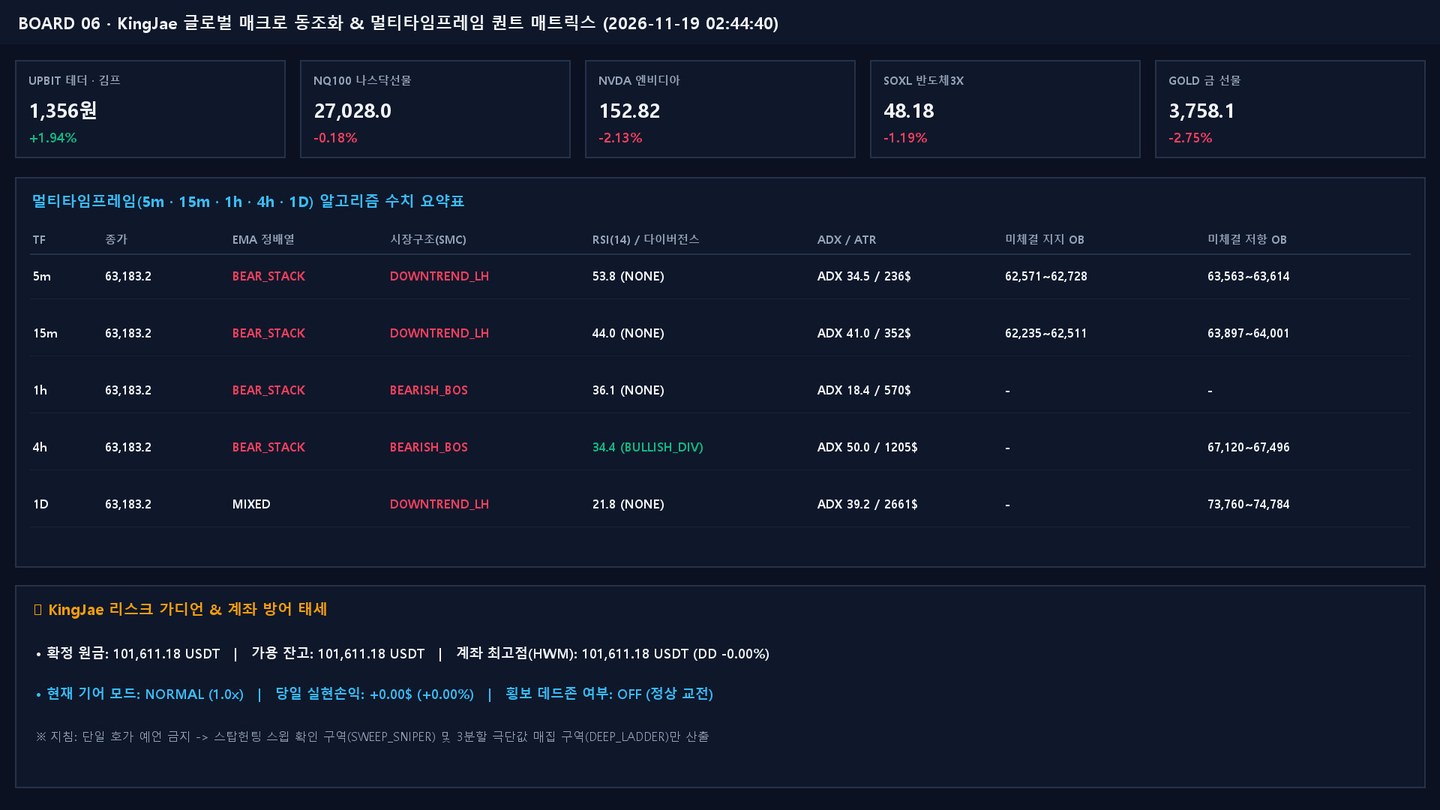 BOARD 06 · KingJae 글로벌 매크로 동조화 & 멀티타임프레임 퀀트 매트릭스 (2026-11-19 02:44:40)
UPBIT 테더 · 김프
1,356원
+1.94%
NQ100 나스닥선물
27,028.0
-0.18%
NVDA 엔비디아
152.82
-2.13%
SOXL 반도체3X
48.18
-1.19%
GOLD 금 선물
3,758.1
-2.75%
멀티타임프레임(5m · 15m · 1h · 4h · 1D) 알고리즘 수치 요약표
TF 종가 EMA 정배열 시장구조(SMC) RSI(14) / 다이버전스 ADX / ATR 미체결 지지 OB 미체결 저항 OB
5m 63,183.2 BEAR_STACK DOWNTREND_LH 53.8 (NONE) ADX 34.5 / 236$ 62,571~62,728 63,563~63,614
15m 63,183.2 BEAR_STACK DOWNTREND_LH 44.0 (NONE) ADX 41.0 / 352$ 62,235~62,511 63,897~64,001
1h 63,183.2 BEAR_STACK BEARISH_BOS 36.1 (NONE) ADX 18.4 / 570$ - -
4h 63,183.2 BEAR_STACK BEARISH_BOS 34.4 (BULLISH_DIV) ADX 50.0 / 1205$ - 67,120~67,496
1D 63,183.2 MIXED DOWNTREND_LH 21.8 (NONE) ADX 39.2 / 2661$ - 73,760~74,784
KingJae 리스크 가디언 & 계좌 방어 태세
• 확정 원금: 101,611.18 USDT | 가용 잔고: 101,611.18 USDT | 계좌 최고점(HWM): 101,611.18 USDT (DD -0.00%)
• 현재 기어 모드: NORMAL (1.0x) | 당일 실현손익: +0.00$ (+0.00%) | 횡보 데드존 여부: OFF (정상 교전)
※ 지침: 단일 호가 예언 금지 -> 스탑헌팅 스윕 확인 구역(SWEEP_SNIPER) 및 3분할 극단값 매집 구역(DEEP_LADDER)만 산출